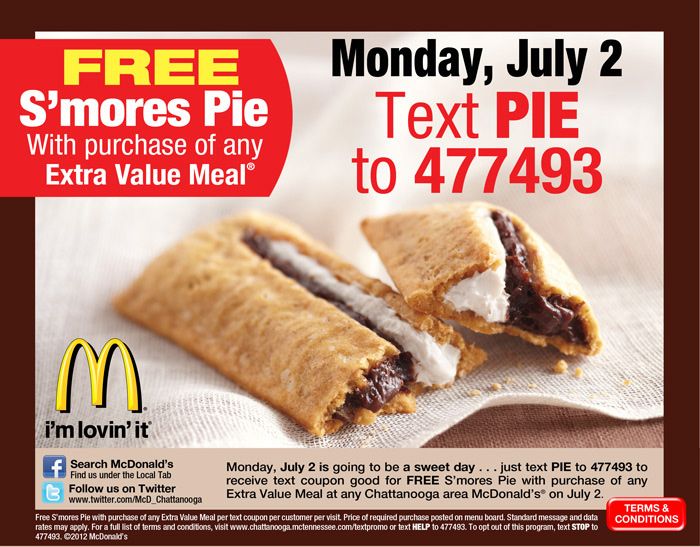 FREE
S'mores Pie
With purchase of any
Extra Value Meal®
Monday, July 2
Text PIE
to 477493
i'm lovin' it®
Search McDonald's
Find us under the Local Tab
Follow us on Twitter
www.twitter.com/McD_Chattanooga
Monday, July 2 is going to be a sweet day . . . just text PIE to 477493 to
receive text coupon good for FREE S'mores Pie with purchase of any
Extra Value Meal at any Chattanooga area McDonald's® on July 2.
Free S'mores Pie with purchase of any Extra Value Meal per text coupon per customer per visit. Price of required purchase posted on menu board. Standard message and data
rates may apply. For a full list of terms and conditions, visit www.chattanooga.mctennessee.com/textpromo or text HELP to 477493. To opt out of this program, text STOP to
477493. ©2012 McDonald's
TERMS &
CONDITIONS